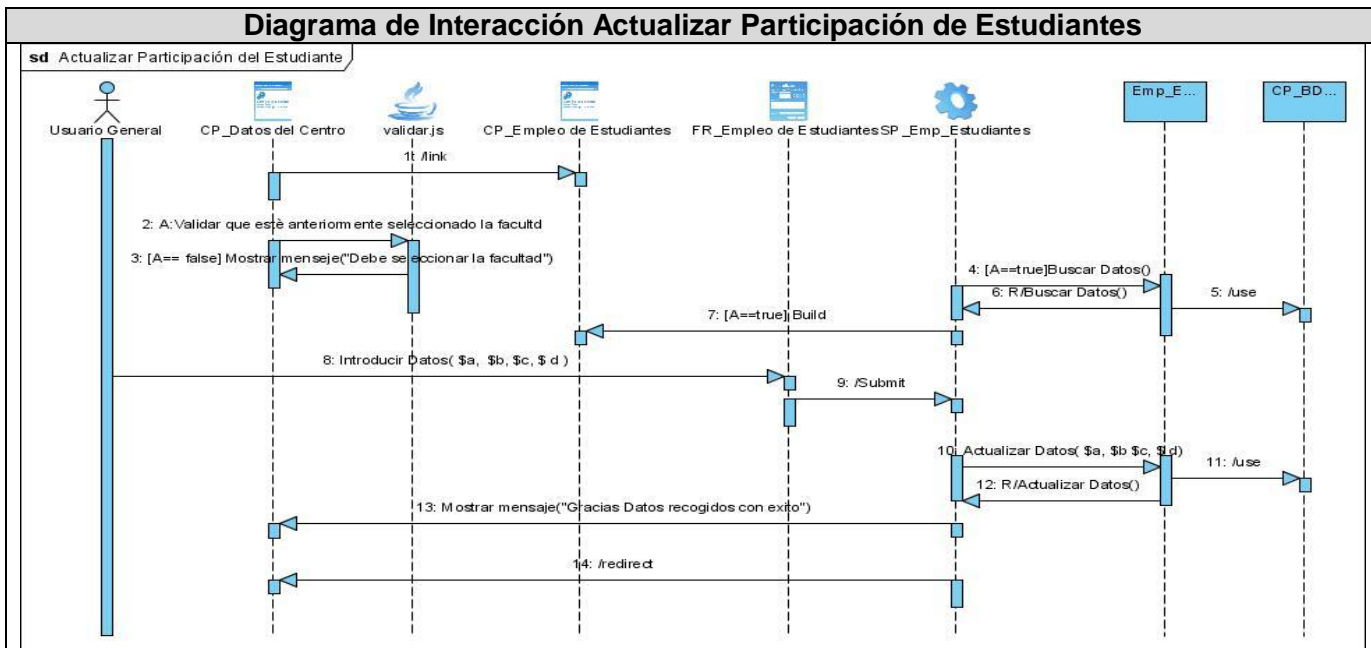 Diagrama de Interacción Actualizar Participación de Estudiantes
sd Actualizar Participación del Estudiante
Usuario General
CP_Datos del Centro
validar.js
CP_Empleo de Estudiantes
FR_Empleo de Estudiantes
SP_Emp_Estudiantes
Emp_E...
CP_BD...
1: /link
2: A:Validar que estè anteriormente seleccionado la facultd
3: [A== false] Mostrar menseje("Debe seleccionar la facultad")
4: [A==true]Buscar Datos()
6: R/Buscar Datos()
5: /use
7: [A==true] Build
8: Introducir Datos( $a, $b, $c, $ d )
9: /Submit
10: Actualizar Datos( $a, $b $c, $ d)
11: /use
12: R/Actualizar Datos()
13: Mostrar mensaje("Gracias Datos recogidos con exito")
14: /redirect